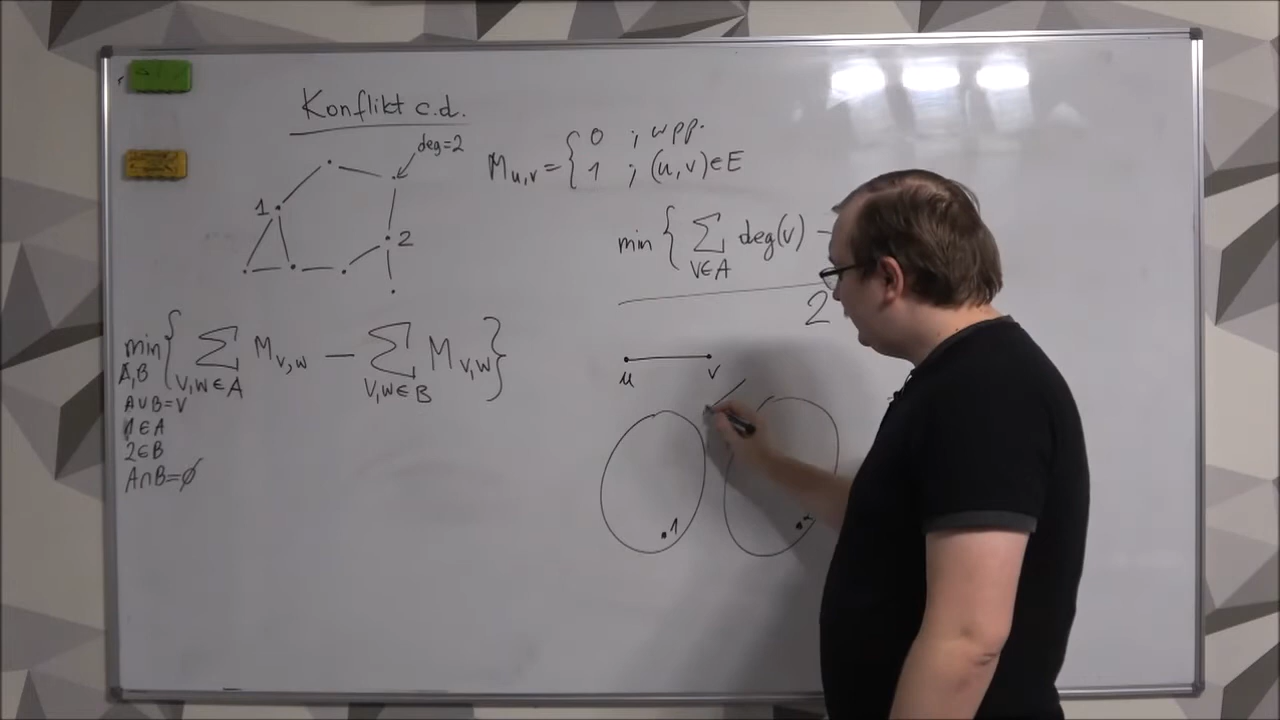 Konflikt c.d.
deg=2
1
2
M_{u,v} = { 0 ; wpp.
1 ; (u,v)∈E
min { ∑_{v∈A} deg(v) –
2
min_{A,B} { ∑_{v,w∈A} M_{v,w} — ∑_{v,w∈B} M_{v,w} }
A∪B=V
1∈A
2∈B
A∩B=∅
u v
1